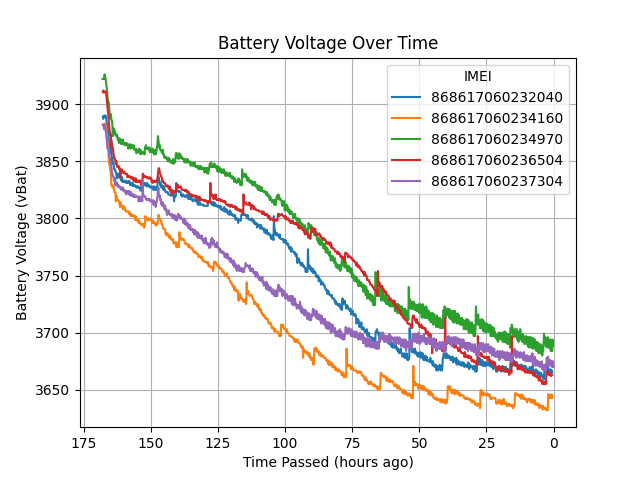 Battery Voltage Over Time
IMEI
868617060232040
868617060234160
868617060234970
868617060236504
868617060237304
Battery Voltage (vBat)
3900
3850
3800
3750
3700
3650
175 150 125 100 75 50 25 0
Time Passed (hours ago)